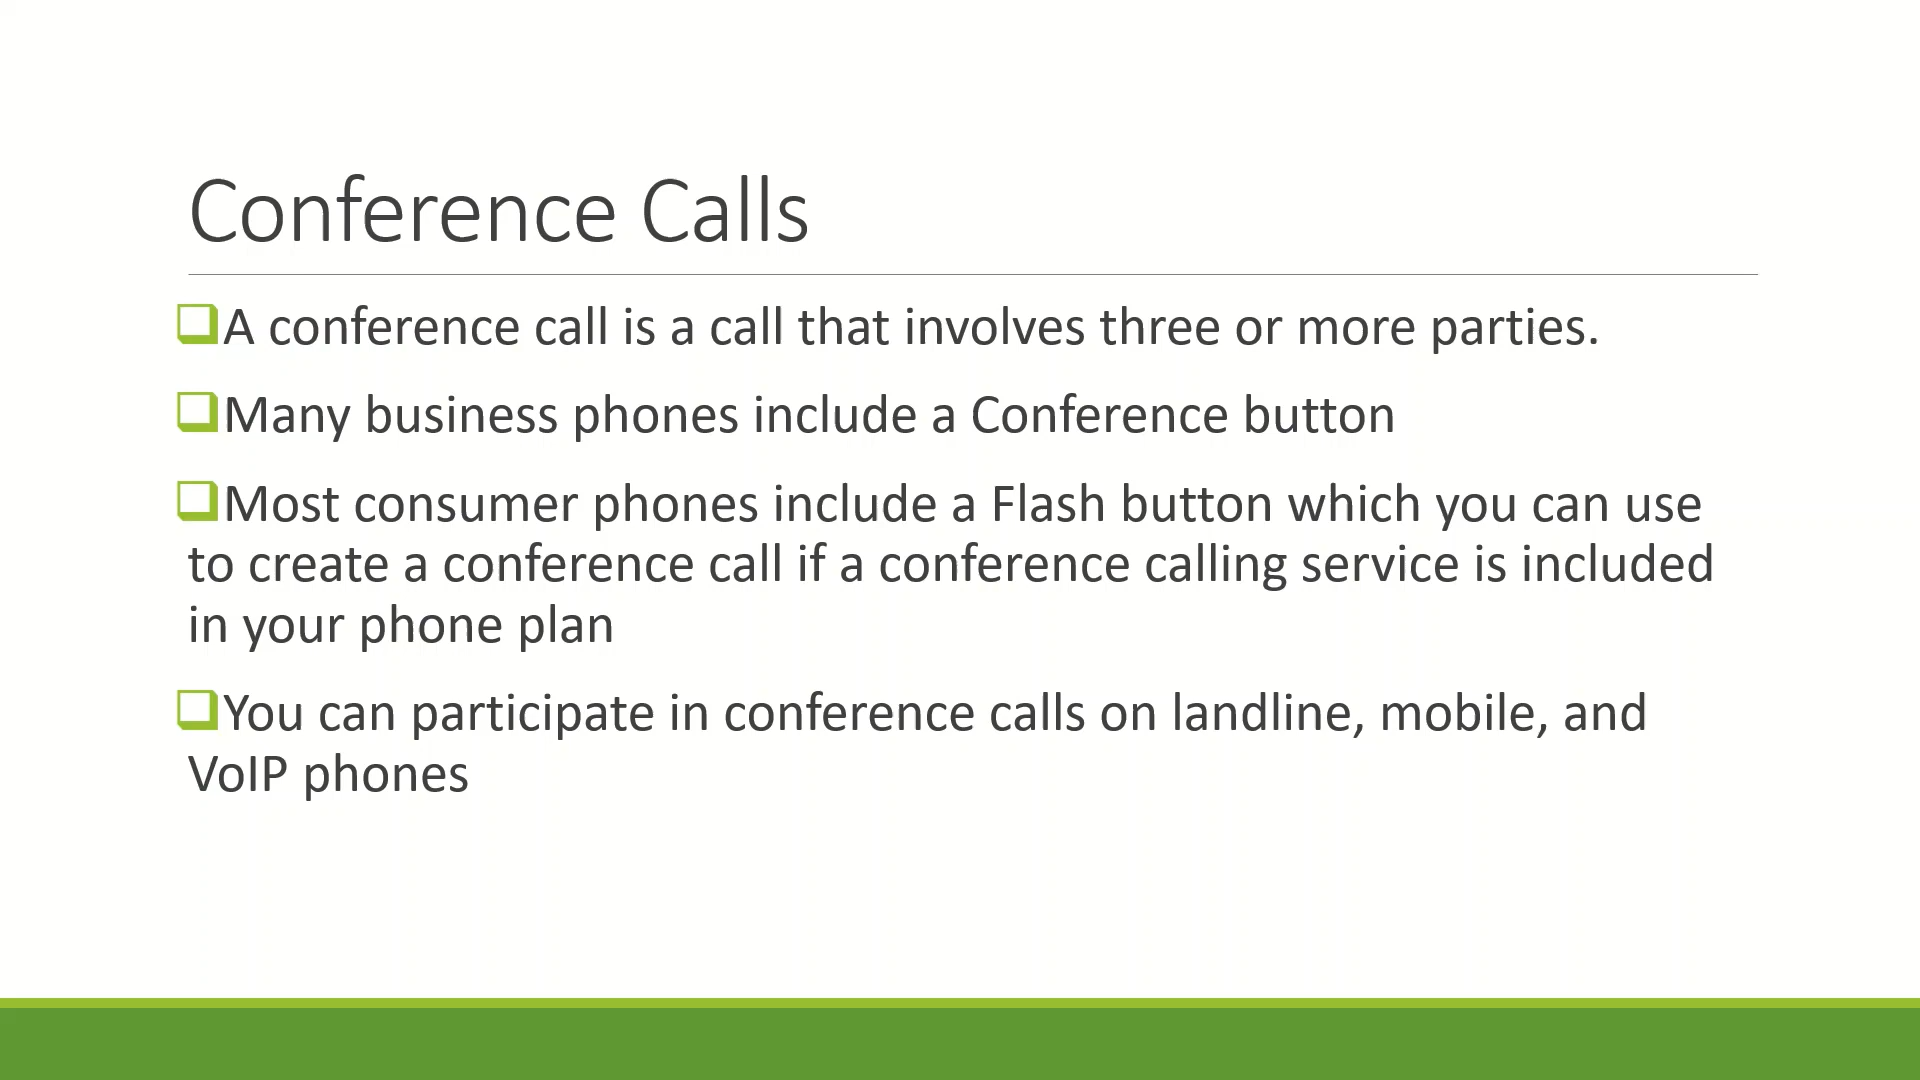 Conference Calls
A conference call is a call that involves three or more parties.
Many business phones include a Conference button
Most consumer phones include a Flash button which you can use
to create a conference call if a conference calling service is included
in your phone plan
You can participate in conference calls on landline, mobile, and
VoIP phones